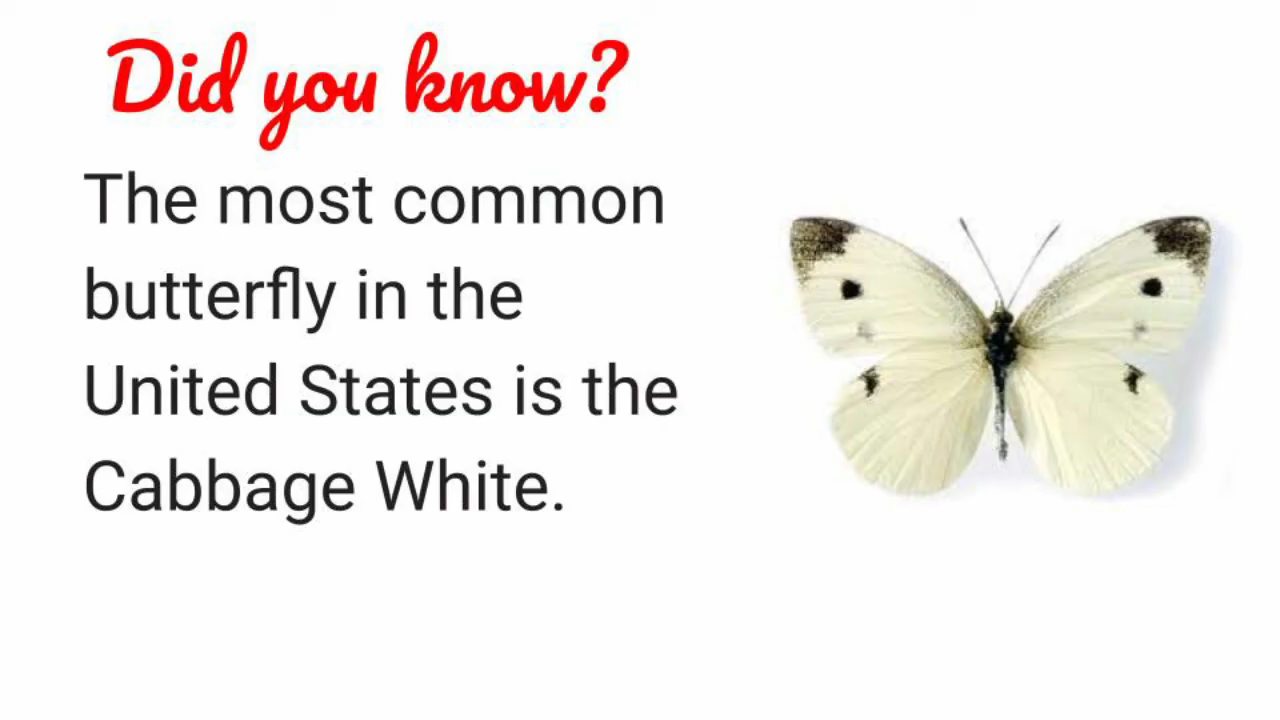 Did you know?
The most common
butterfly in the
United States is the
Cabbage White.